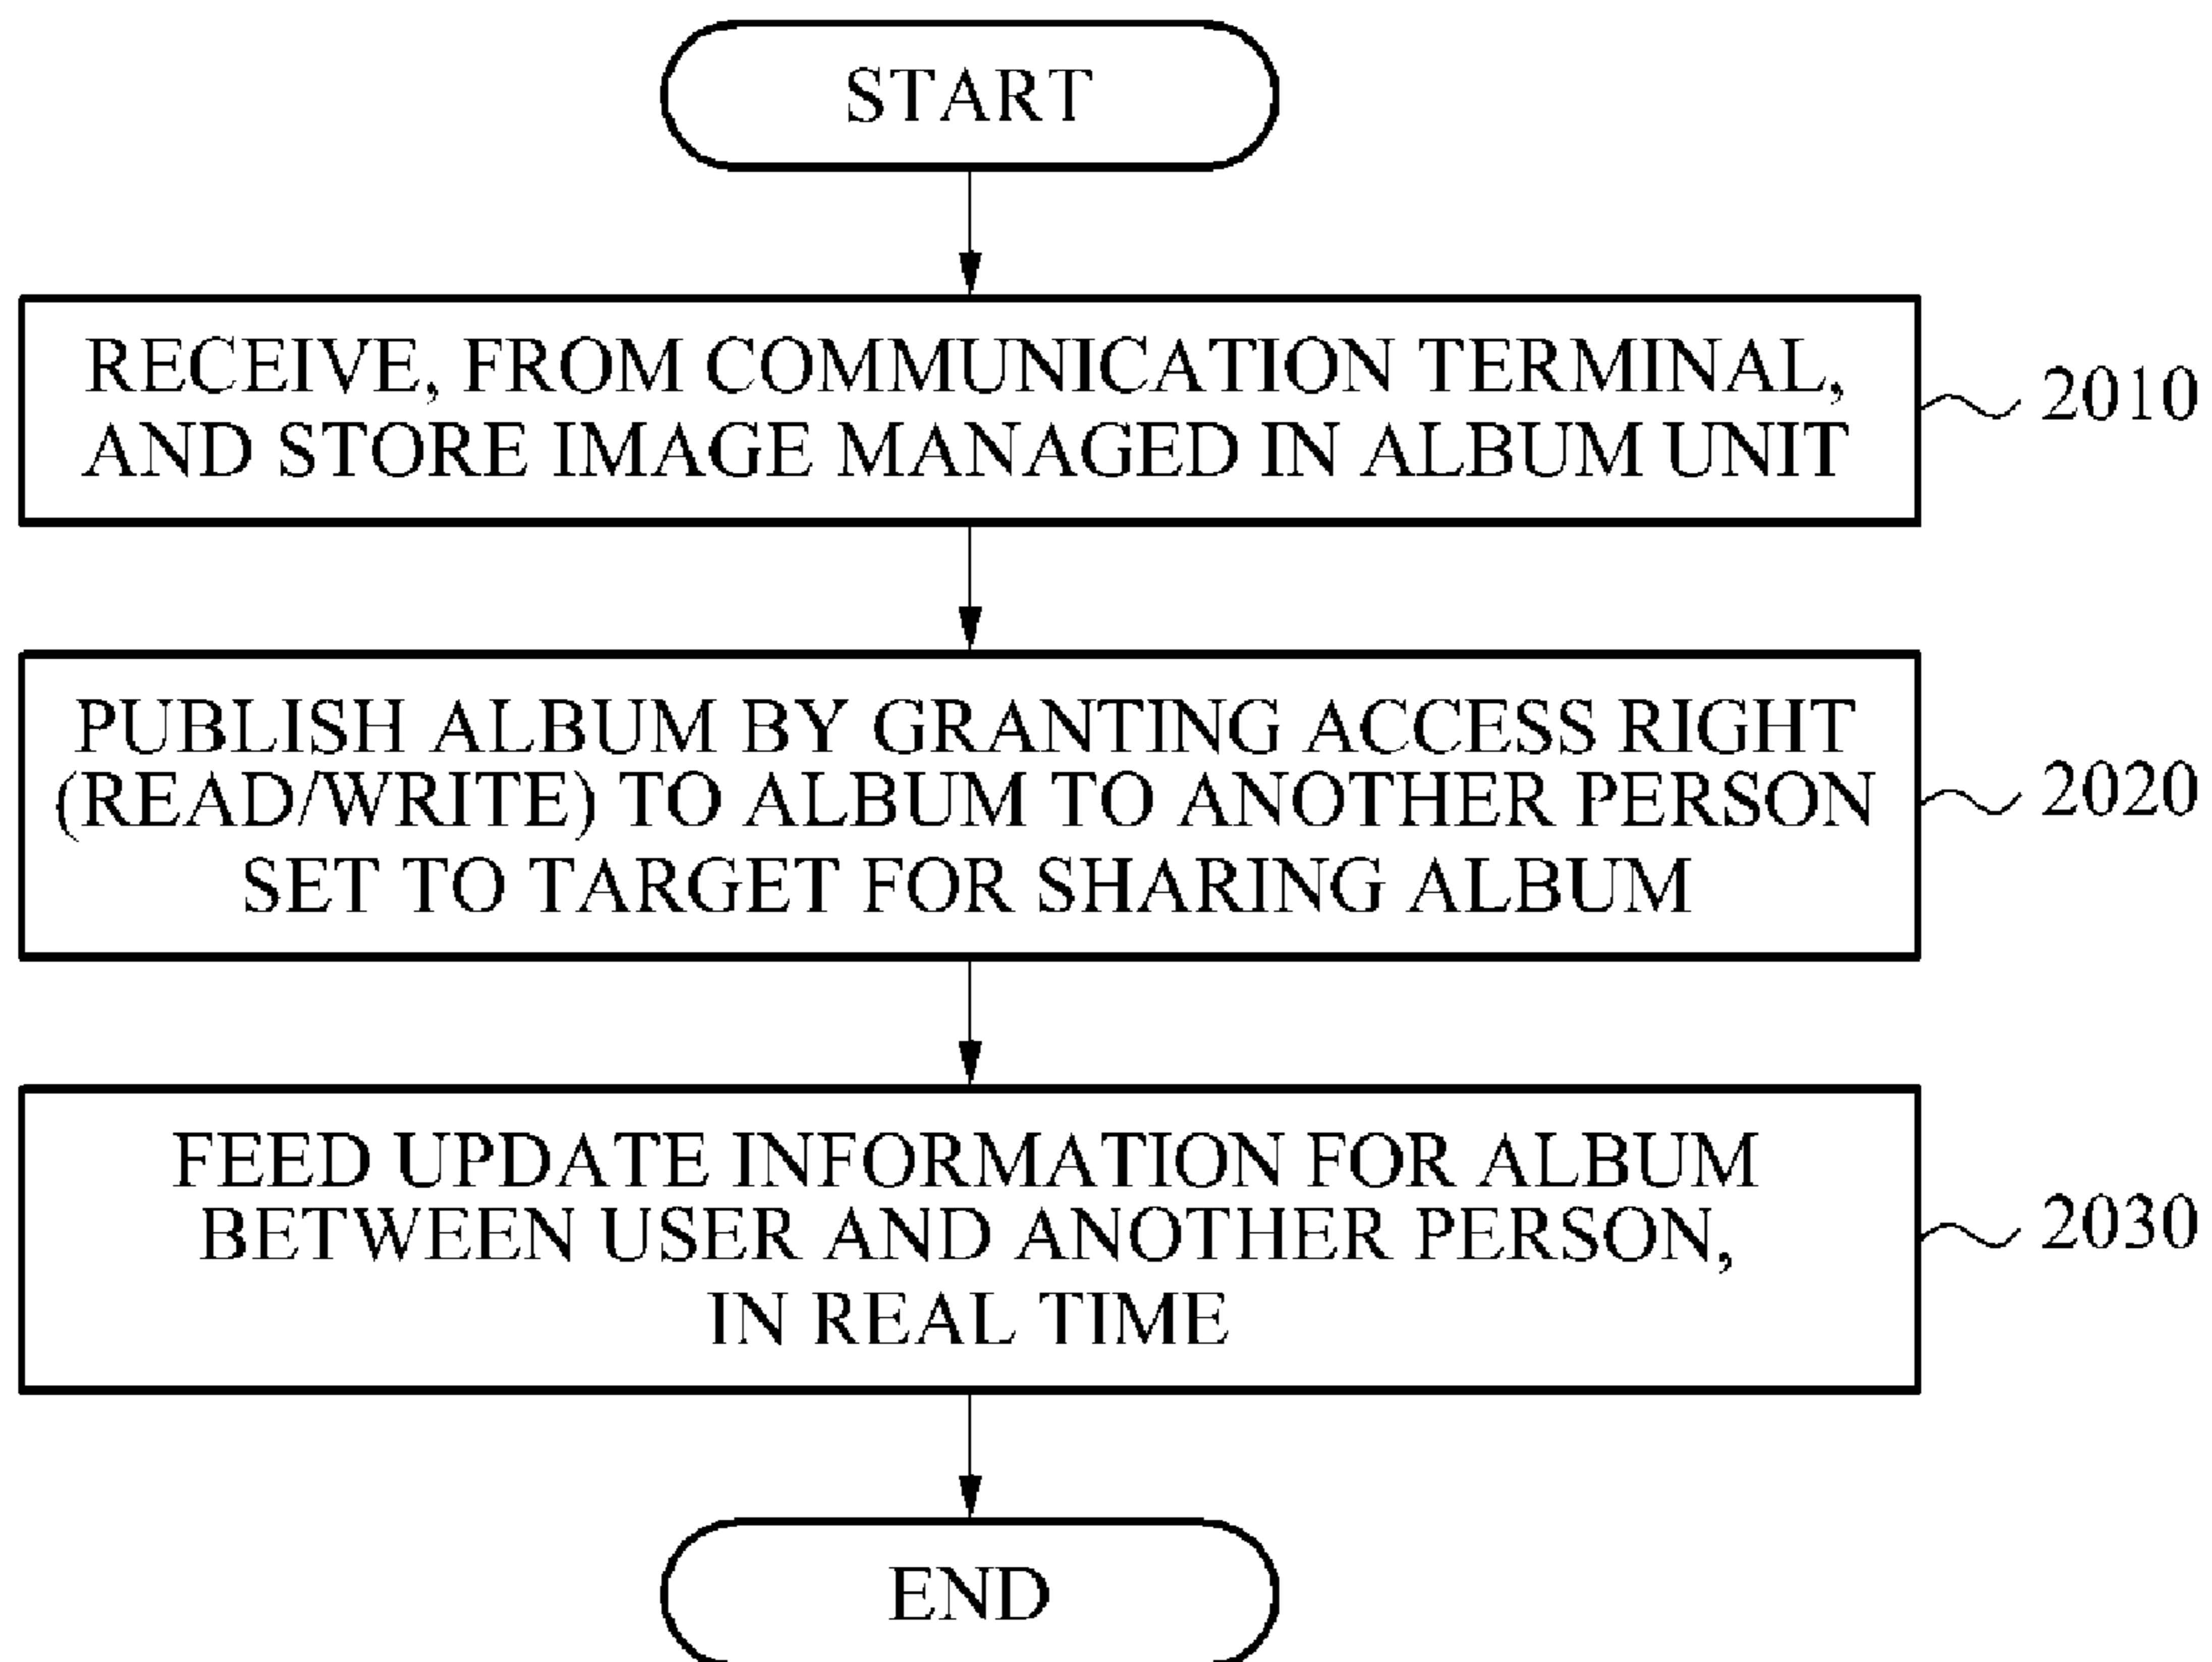 START
RECEIVE, FROM COMMUNICATION TERMINAL,
AND STORE IMAGE MANAGED IN ALBUM UNIT
2010
PUBLISH ALBUM BY GRANTING ACCESS RIGHT
(READ/WRITE) TO ALBUM TO ANOTHER PERSON
SET TO TARGET FOR SHARING ALBUM
2020
FEED UPDATE INFORMATION FOR ALBUM
BETWEEN USER AND ANOTHER PERSON,
IN REAL TIME
2030
END